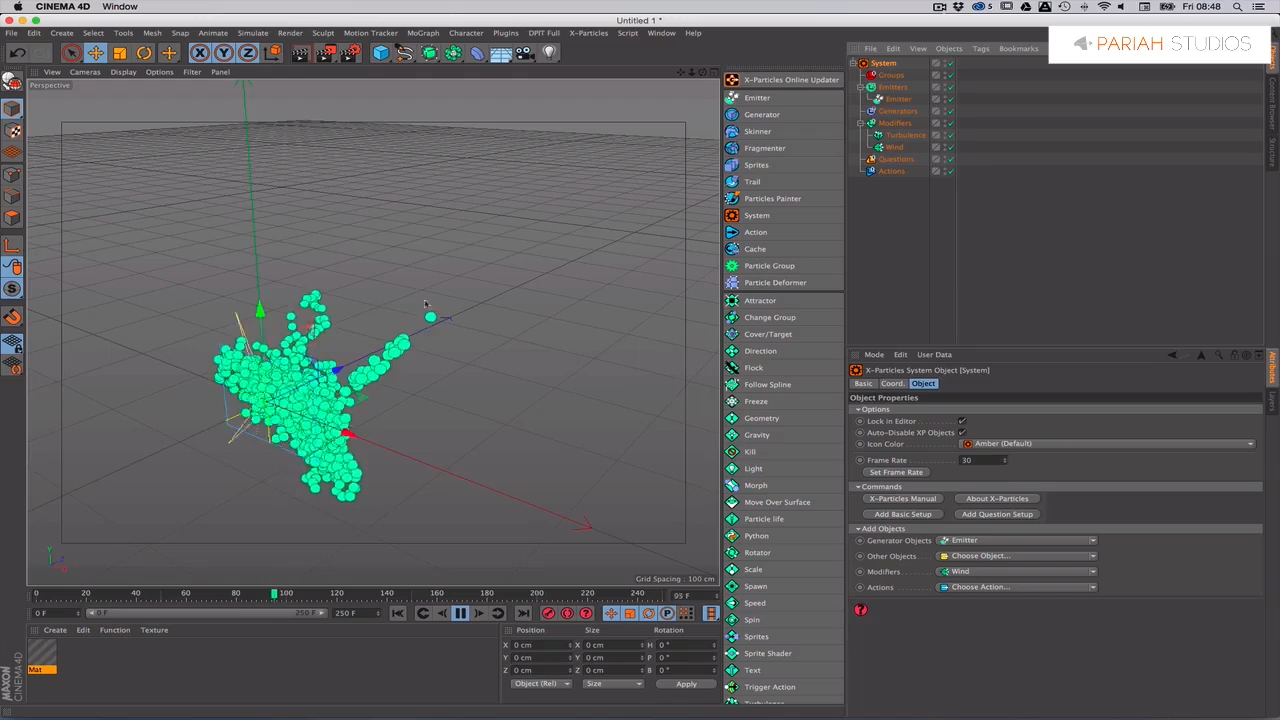 CINEMA 4D Window
5
Fri 08:48
Untitled 1 *
File Edit Create Select Tools Mesh Snap Animate Simulate Render Sculpt Motion Tracker MoGraph Character Plugins DPIT Full X-Particles Script Window Help
PARIAH STUDIOS
File Edit View Objects Tags Bookmarks
View Cameras Display Options Filter Panel
Perspective
X-Particles Online Updater
Emitter
Generator
Skinner
Fragmenter
Sprites
Trail
Particles Painter
System
Action
Cache
Particle Group
Particle Deformer
Attractor
Change Group
Cover/Target
Direction
Flock
Follow Spline
Freeze
Geometry
Gravity
Kill
Light
Morph
Move Over Surface
Particle life
Python
Rotator
Scale
Spawn
Speed
Spin
Sprites
Sprite Shader
Text
Trigger Action
Turbulence
System
Groups
Emitters
Emitter
Generators
Modifiers
Turbulence
Wind
Questions
Actions
Objects
Content Browser
Structure
Mode Edit User Data
X-Particles System Object [System]
Basic Coord. Object
Object Properties
Options
Lock in Editor
Auto-Disable XP Objects
Icon Color Amber (Default)
Frame Rate 30
Set Frame Rate
Commands
X-Particles Manual About X-Particles
Add Basic Setup Add Question Setup
Add Objects
Generator Objects Emitter
Other Objects Choose Object...
Modifiers Wind
Actions Choose Action...
Attributes
Layers
Y
Z
X
Grid Spacing : 100 cm
0 20 40 60 80 100 120 140 160 180 200 220 240
95 F
0 F 0 F 250 F 250 F
Create Edit Function Texture
Mat
MAXON CINEMA 4D
Position Size Rotation
X 0 cm X 0 cm H 0 °
Y 0 cm Y 0 cm P 0 °
Z 0 cm Z 0 cm B 0 °
Object (Rel) Size Apply